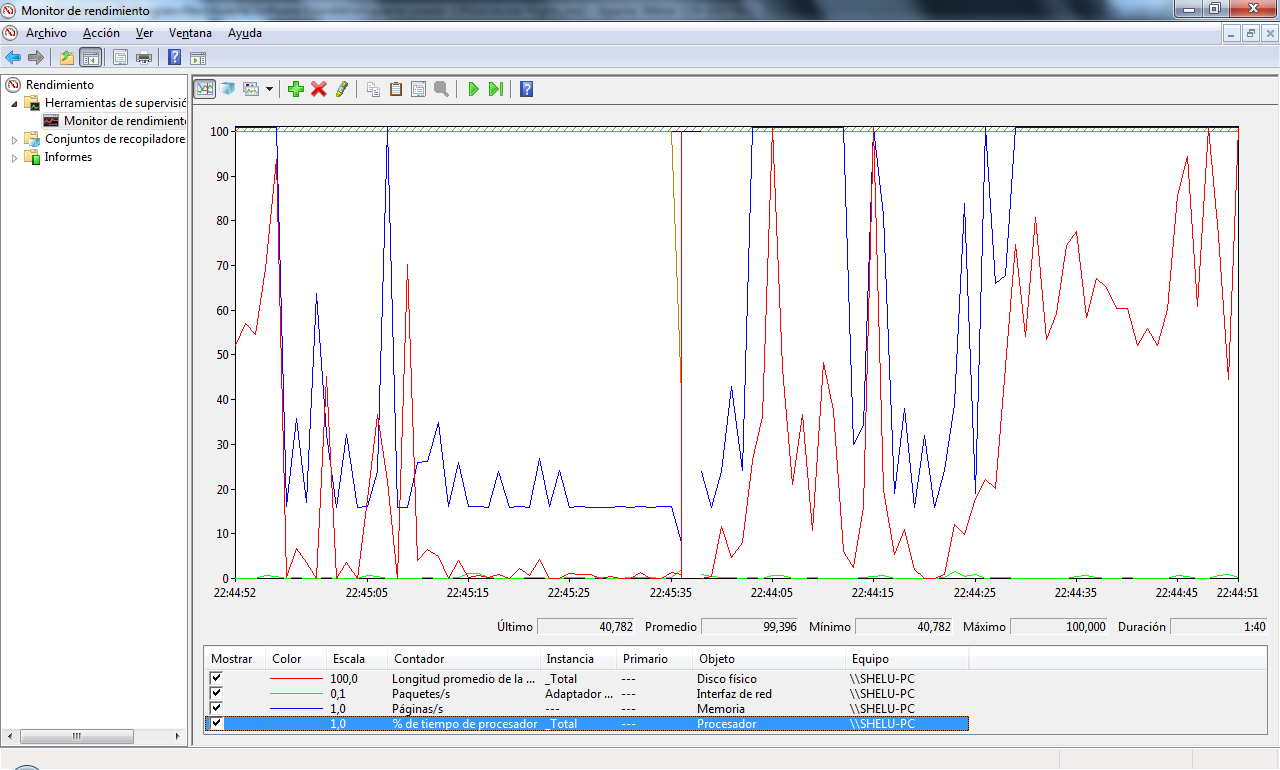 Monitor de rendimiento
Archivo Acción Ver Ventana Ayuda
Rendimiento
Herramientas de supervisió
Monitor de rendimiento
Conjuntos de recopiladore
Informes
100
90
80
70
60
50
40
30
20
10
0
22:44:52 22:45:05 22:45:15 22:45:25 22:45:35 22:44:05 22:44:15 22:44:25 22:44:35 22:44:45 22:44:51
Último 40,782 Promedio 99,396 Mínimo 40,782 Máximo 100,000 Duración 1:40
Mostrar Color Escala Contador Instancia Primario Objeto Equipo
100,0 Longitud promedio de la ... _Total --- Disco físico \\SHELU-PC
0,1 Paquetes/s Adaptador ... --- Interfaz de red \\SHELU-PC
1,0 Páginas/s --- --- Memoria \\SHELU-PC
1,0 % de tiempo de procesador _Total --- Procesador \\SHELU-PC